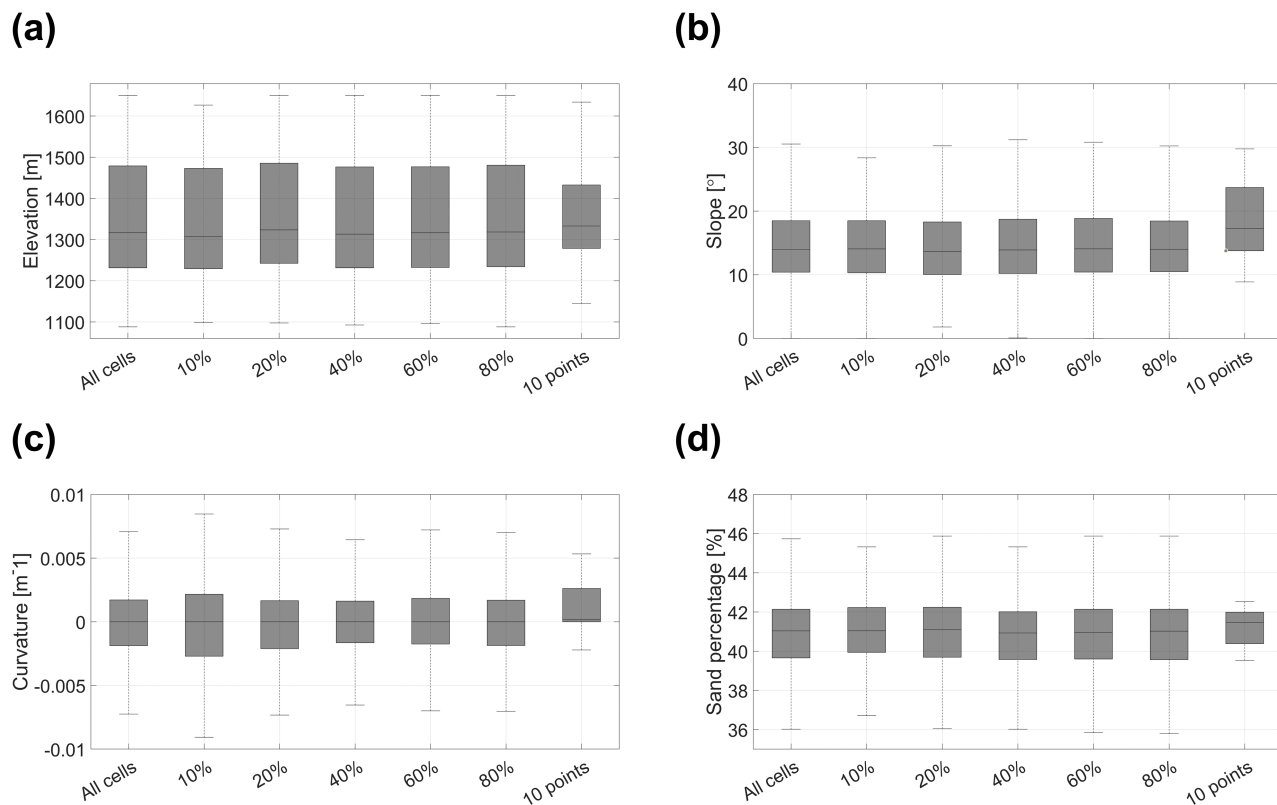 (a)
Elevation [m]
1600
1500
1400
1300
1200
1100
All cells
10%
20%
40%
60%
80%
10 points
(b)
Slope [°]
40
30
20
10
0
All cells
10%
20%
40%
60%
80%
10 points
(c)
Curvature [m¯1]
0.01
0.005
0
-0.005
-0.01
All cells
10%
20%
40%
60%
80%
10 points
(d)
Sand percentage [%]
48
46
44
42
40
38
36
All cells
10%
20%
40%
60%
80%
10 points